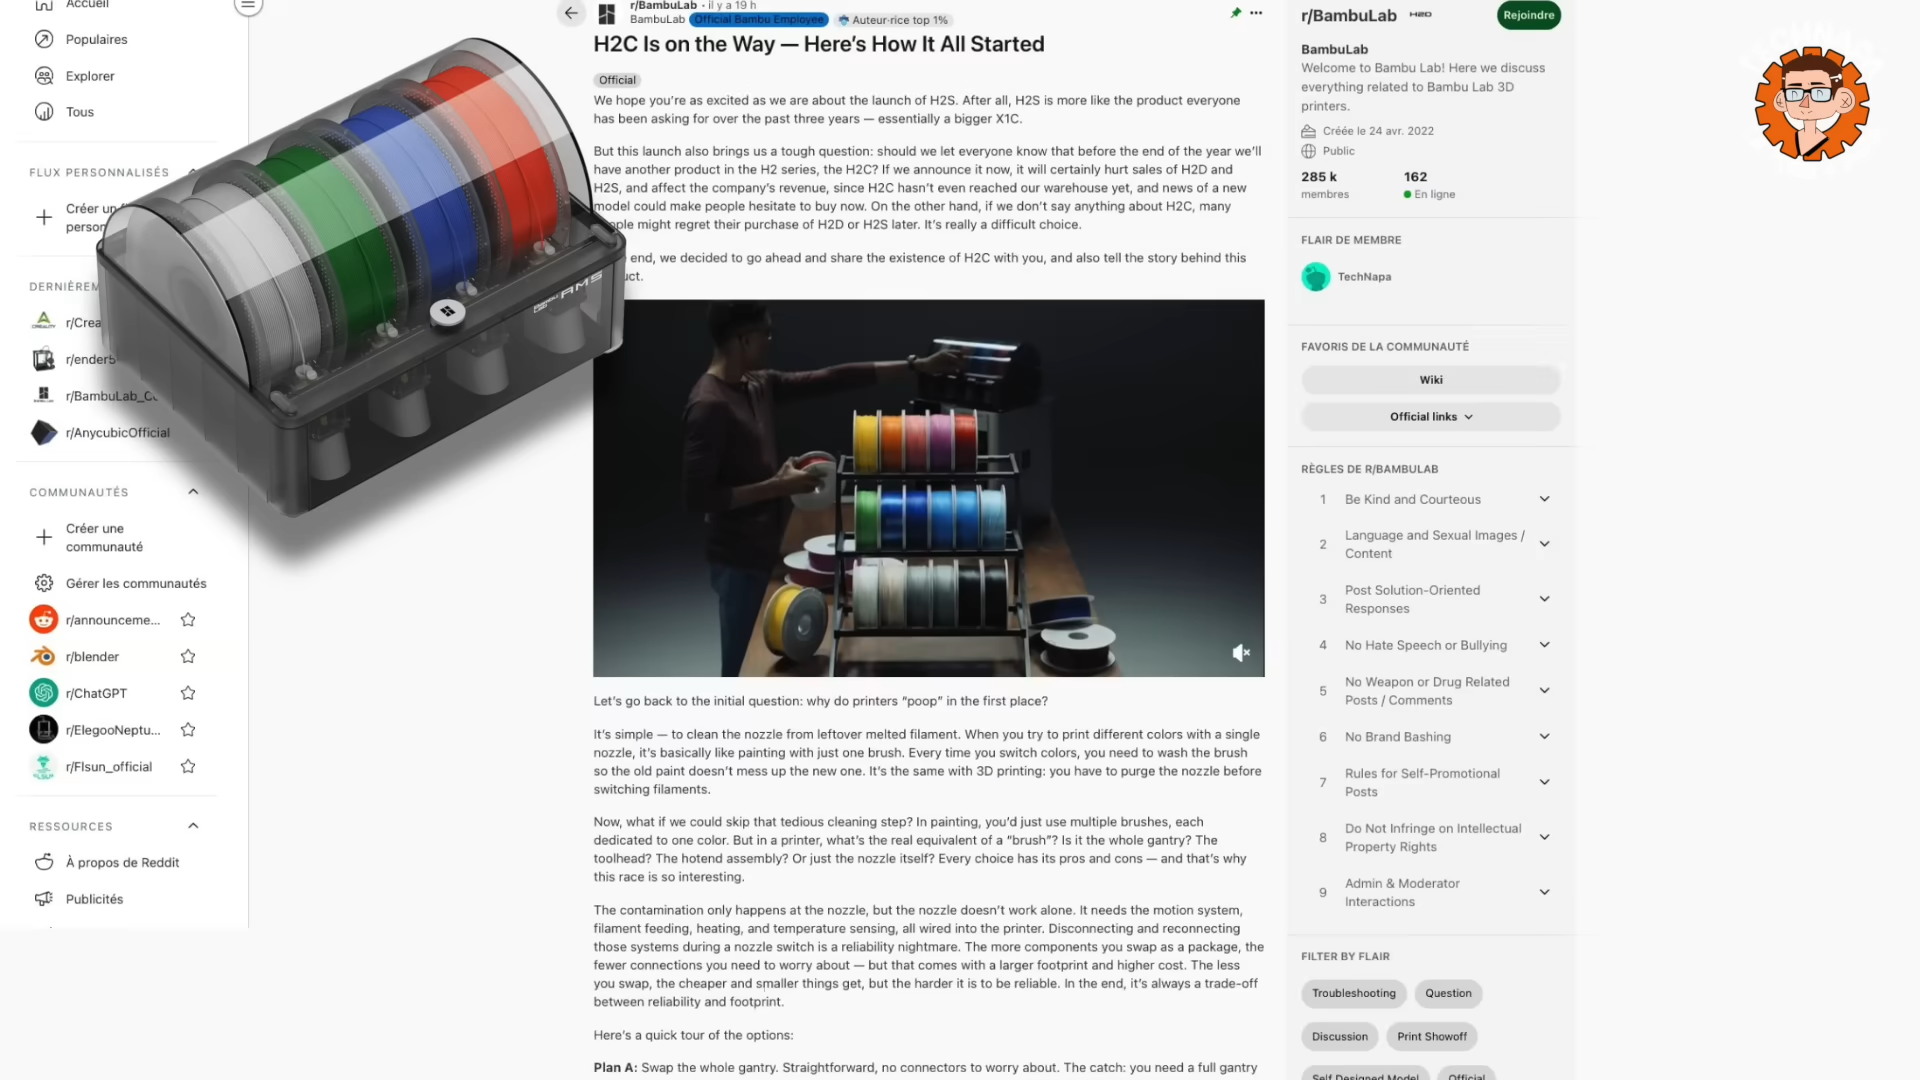 Accueil
Populaires
Explorer
Tous
FLUX PERSONNALISÉS
Créer un
DERNIÈREM
r/Crea
r/ender5
r/BambuLab_
r/AnycubicOfficial
COMMUNAUTÉS
Créer une
communauté
Gérer les communautés
r/announceme...
r/blender
r/ChatGPT
r/ElegooNeptu...
r/Flsun_official
RESSOURCES
À propos de Reddit
Publicités
AMS
r/BambuLab • il y a 19 h
BambuLab Official Bambu Employee Auteur·rice top 1%
H2C Is on the Way — Here's How It All Started
Official
We hope you're as excited as we are about the launch of H2S. After all, H2S is more like the product everyone
has been asking for over the past three years — essentially a bigger X1C.
But this launch also brings us a tough question: should we let everyone know that before the end of the year we'll
have another product in the H2 series, the H2C? If we announce it now, it will certainly hurt sales of H2D and
H2S, and affect the company's revenue, since H2C hasn't even reached our warehouse yet, and news of a new
model could make people hesitate to buy now. On the other hand, if we don't say anything about H2C, many
ple might regret their purchase of H2D or H2S later. It's really a difficult choice.
end, we decided to go ahead and share the existence of H2C with you, and also tell the story behind this
uct.
Let's go back to the initial question: why do printers “poop” in the first place?
It's simple — to clean the nozzle from leftover melted filament. When you try to print different colors with a single
nozzle, it's basically like painting with just one brush. Every time you switch colors, you need to wash the brush
so the old paint doesn't mess up the new one. It's the same with 3D printing: you have to purge the nozzle before
switching filaments.
Now, what if we could skip that tedious cleaning step? In painting, you'd just use multiple brushes, each
dedicated to one color. But in a printer, what's the real equivalent of a “brush”? Is it the whole gantry? The
toolhead? The hotend assembly? Or just the nozzle itself? Every choice has its pros and cons — and that's why
this race is so interesting.
The contamination only happens at the nozzle, but the nozzle doesn't work alone. It needs the motion system,
filament feeding, heating, and temperature sensing, all wired into the printer. Disconnecting and reconnecting
those systems during a nozzle switch is a reliability nightmare. The more components you swap as a package, the
fewer connections you need to worry about — but that comes with a larger footprint and higher cost. The less
you swap, the cheaper and smaller things get, but the harder it is to be reliable. In the end, it's always a trade-off
between reliability and footprint.
Here's a quick tour of the options:
Plan A: Swap the whole gantry. Straightforward, no connectors to worry about. The catch: you need a full gantry
r/BambuLab H2D
Rejoindre
BambuLab
Welcome to Bambu Lab! Here we discuss
everything related to Bambu Lab 3D
printers.
Créée le 24 avr. 2022
Public
285 k 162
membres En ligne
FLAIR DE MEMBRE
TechNapa
FAVORIS DE LA COMMUNAUTÉ
Wiki
Official links
RÈGLES DE R/BAMBULAB
1 Be Kind and Courteous
2 Language and Sexual Images /
Content
3 Post Solution-Oriented
Responses
4 No Hate Speech or Bullying
5 No Weapon or Drug Related
Posts / Comments
6 No Brand Bashing
7 Rules for Self-Promotional
Posts
8 Do Not Infringe on Intellectual
Property Rights
9 Admin & Moderator
Interactions
FILTER BY FLAIR
Troubleshooting Question
Discussion Print Showoff
Self Designed Model Official